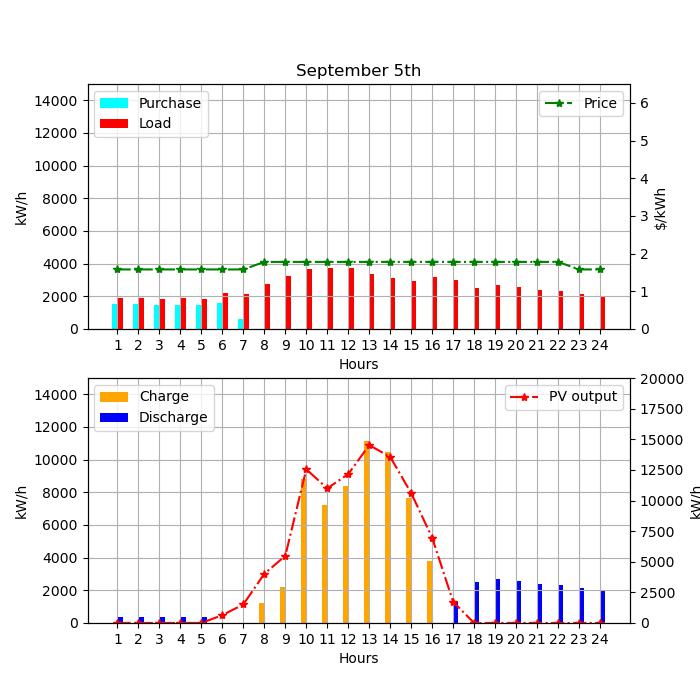 September 5th
Purchase
Load
Price
14000
12000
10000
8000
6000
4000
2000
0
kW/h
6
5
4
3
2
1
0
$/kWh
1 2 3 4 5 6 7 8 9 10 11 12 13 14 15 16 17 18 19 20 21 22 23 24
Hours
Charge
Discharge
PV output
14000
12000
10000
8000
6000
4000
2000
0
kW/h
20000
17500
15000
12500
10000
7500
5000
2500
0
kW/h
1 2 3 4 5 6 7 8 9 10 11 12 13 14 15 16 17 18 19 20 21 22 23 24
Hours